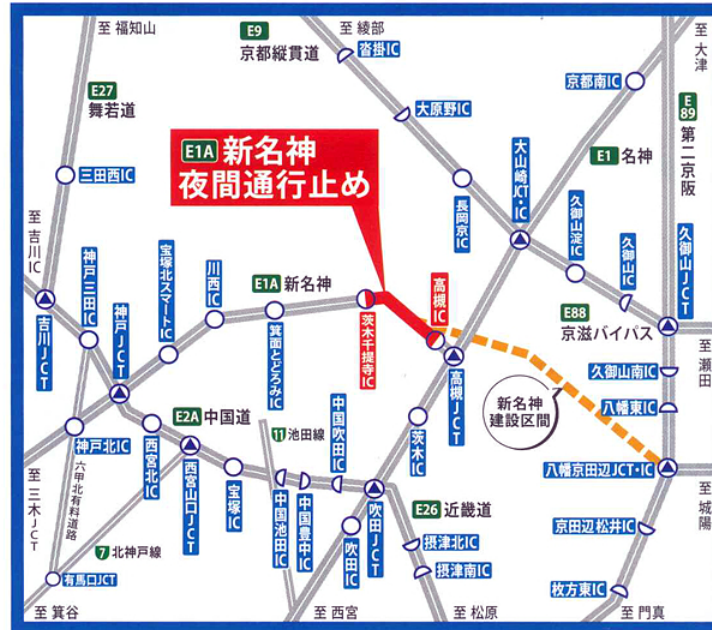 至 福知山
E9
京都縦貫道
至 綾部
沓掛IC
至 大津
E27
舞若道
大原野IC
京都南IC
E89
第二京阪
E1A 新名神
夜間通行止め
三田西IC
E1 名神
大山崎JCT・IC
長岡京IC
久御山淀IC
久御山IC
久御山JCT
至 吉川IC
神戸三田IC
宝塚北スマートIC
川西IC
E1A 新名神
高槻IC
E88
京滋バイパス
吉川JCT
神戸JCT
箕面とどろみIC
茨木千提寺IC
至 瀬田
高槻JCT
久御山南IC
新名神
建設区間
八幡東IC
E2A 中国道
11 池田線
中国吹田IC
茨木IC
神戸北IC
西宮北IC
西宮山口JCT
宝塚IC
中国池田IC
中国豊中IC
吹田JCT
吹田IC
八幡京田辺JCT・IC
至 三木JCT
六甲北有料道路
E26 近畿道
至 城陽
京田辺松井IC
摂津北IC
摂津南IC
7 北神戸線
有馬口JCT
枚方東IC
至 箕谷
至 西宮
至 松原
至 門真